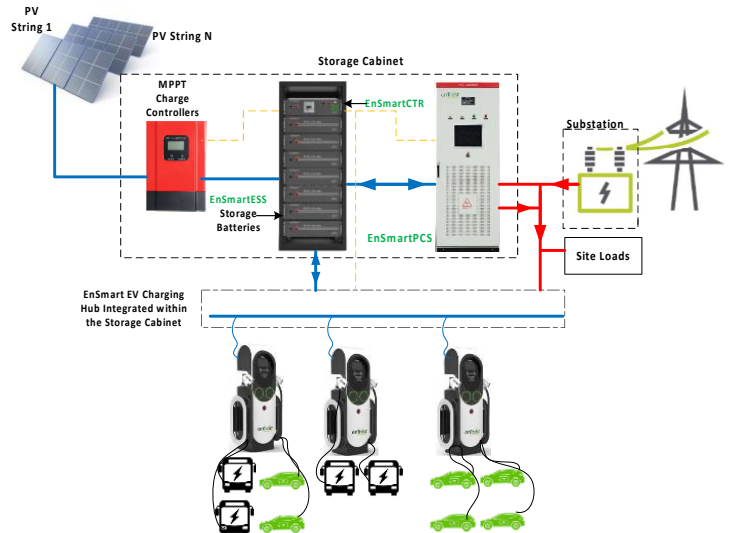 PV
String 1
PV String N
Storage Cabinet
MPPT
Charge
Controllers
EnSmartCTR
Substation
EnSmartESS
Storage
Batteries
EnSmartPCS
Site Loads
EnSmart EV Charging
Hub Integrated within
the Storage Cabinet